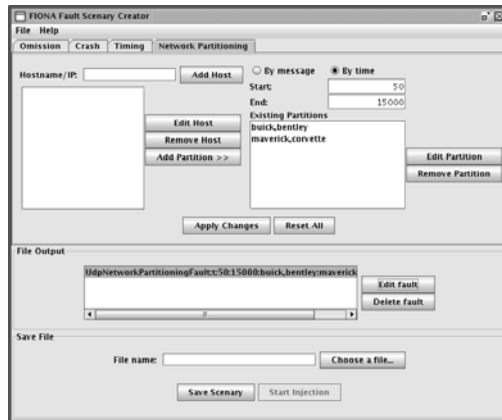 FIONA Fault Scenary Creator
File Help
Omission Crash Timing Network Partitioning
Hostname/IP: Add Host
By message By time
Start: 50
End: 15000
Existing Partitions
buick,bentley
maverick,corvette
Edit Host
Remove Host
Add Partition >>
Edit Partition
Remove Partition
Apply Changes Reset All
File Output
UdpNetworkPartitioningFault:t:50:15000:buick,bentley:maverick
Edit fault
Delete fault
Save File
File name: Choose a file...
Save Scenary Start Injection